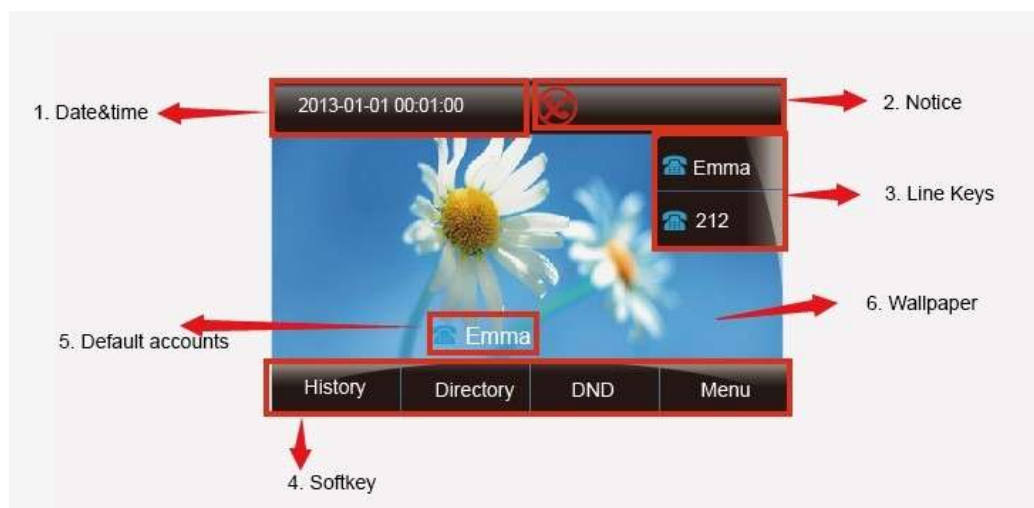 2013-01-01 00:01:00
1. Date&time
2. Notice
Emma
3. Line Keys
212
6. Wallpaper
Emma
5. Default accounts
History Directory DND Menu
4. Softkey